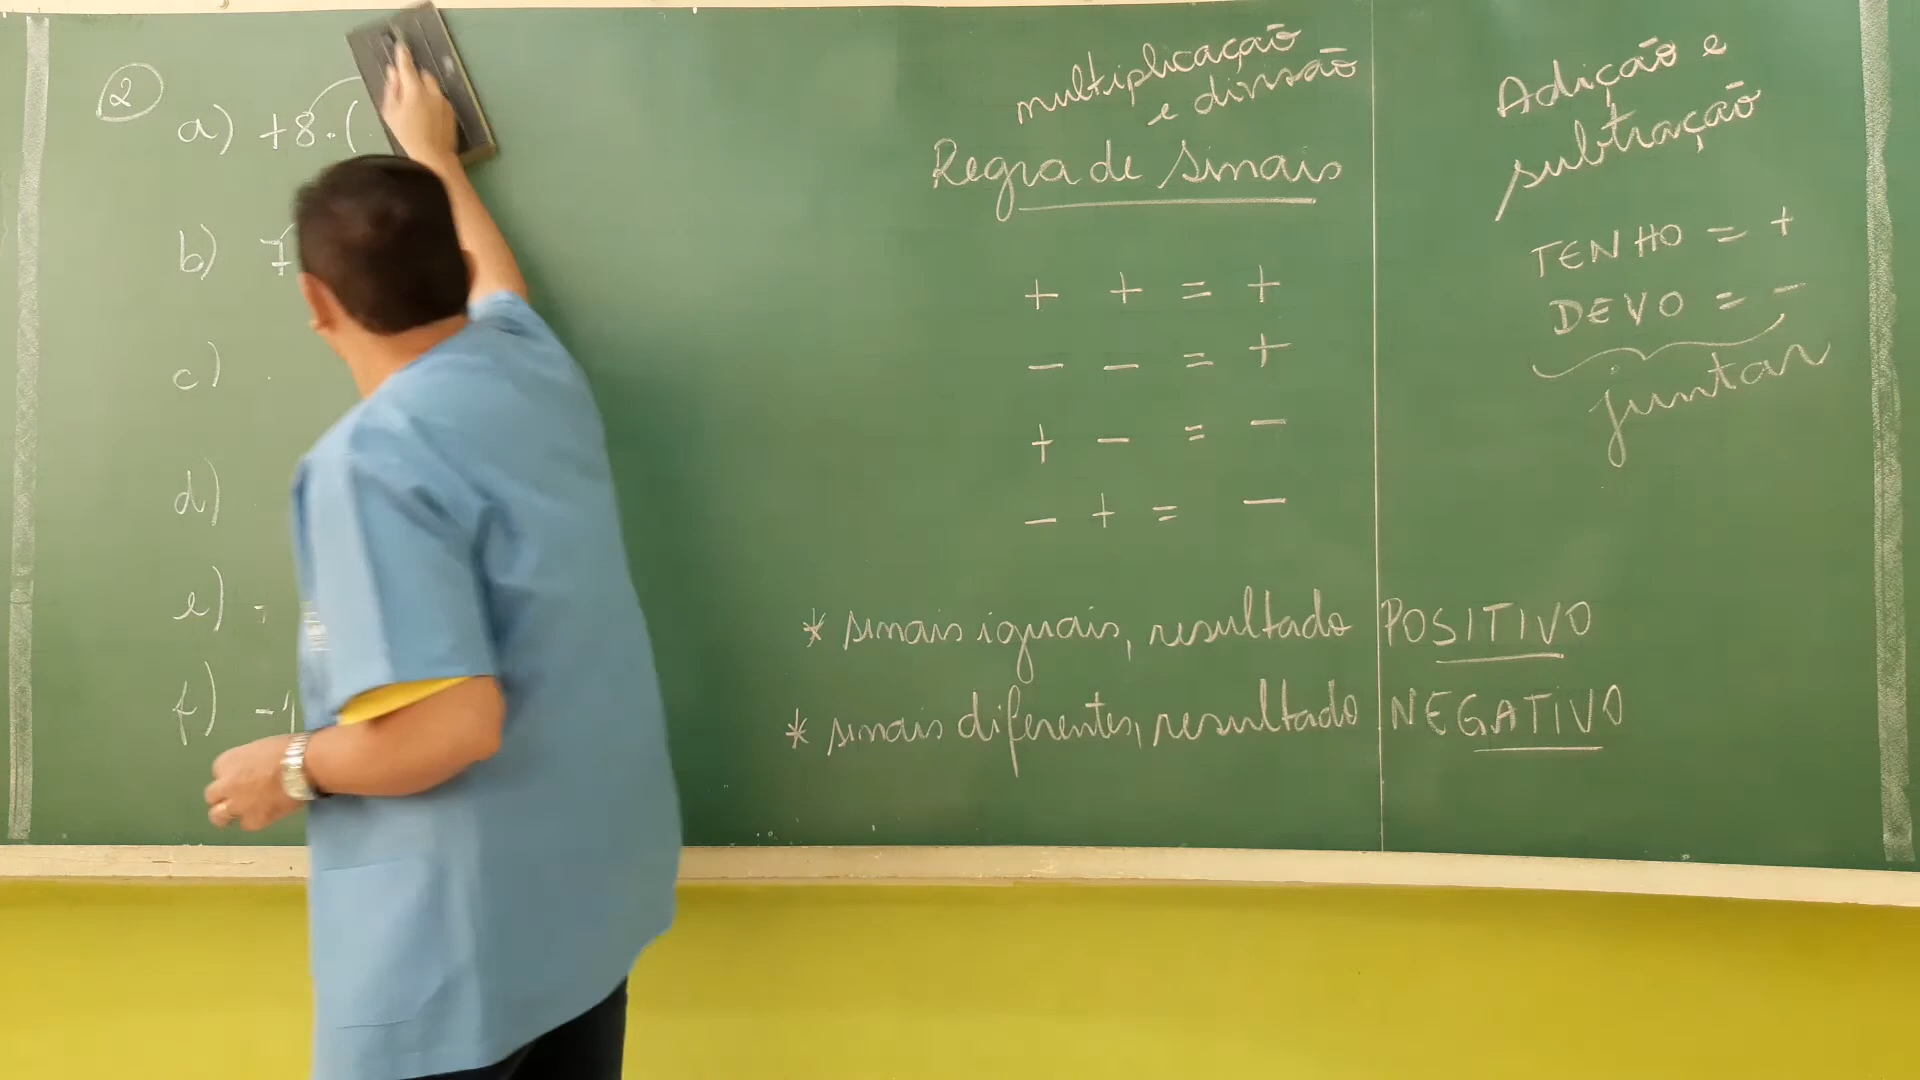 2
a) +8.(
b) 7
c)
d)
e)
f) -1
multiplicação
e divisão
Regra de sinais
+ + = +
- - = +
+ - = -
- + = -
* sinais iguais, resultado POSITIVO
* sinais diferentes, resultado NEGATIVO
Adição e
subtração
TENHO = +
DEVO = -
juntar